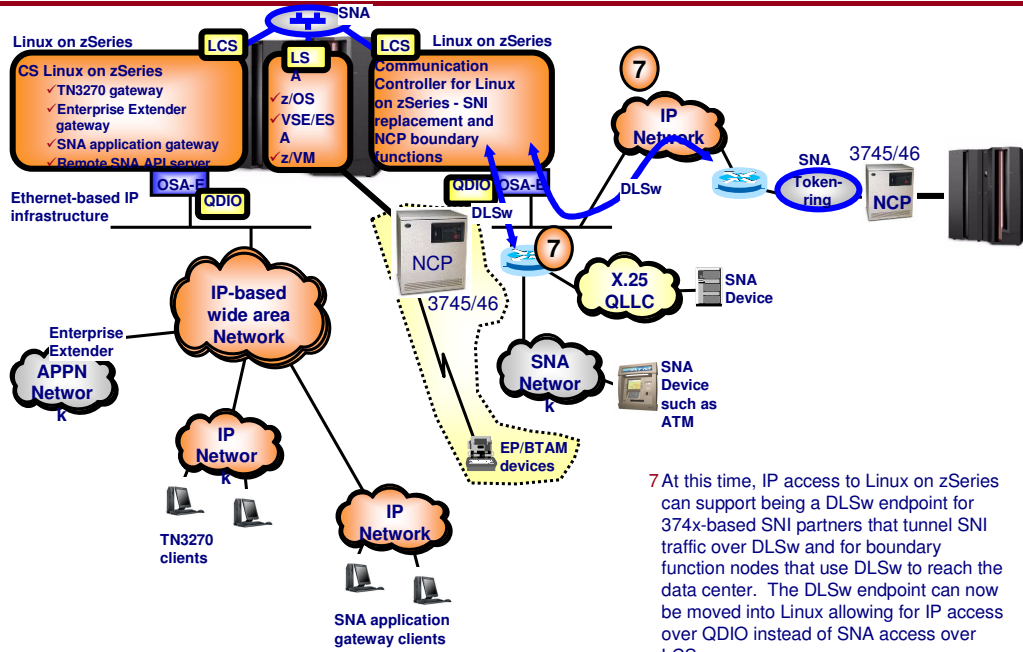 SNA
Linux on zSeries
LCS
LCS
Linux on zSeries
LS
A
CS Linux on zSeries
✓TN3270 gateway
✓Enterprise Extender
gateway
✓SNA application gateway
✓Remote SNA API server
✓z/OS
✓VSE/ES
A
✓z/VM
Communication
Controller for Linux
on zSeries - SNI
replacement and
NCP boundary
functions
7
IP
Network
OSA-E
QDIO
QDIO
OSA-E
DLSw
DLSw
SNA
Token-
ring
3745/46
NCP
Ethernet-based IP
infrastructure
NCP
3745/46
7
X.25
QLLC
SNA
Device
IP-based
wide area
Network
Enterprise
Extender
APPN
Networ
k
SNA
Networ
k
SNA
Device
such as
ATM
IP
Networ
k
EP/BTAM
devices
TN3270
clients
IP
Network
SNA application
gateway clients
7 At this time, IP access to Linux on zSeries
can support being a DLSw endpoint for
374x-based SNI partners that tunnel SNI
traffic over DLSw and for boundary
function nodes that use DLSw to reach the
data center. The DLSw endpoint can now
be moved into Linux allowing for IP access
over QDIO instead of SNA access over
LCS